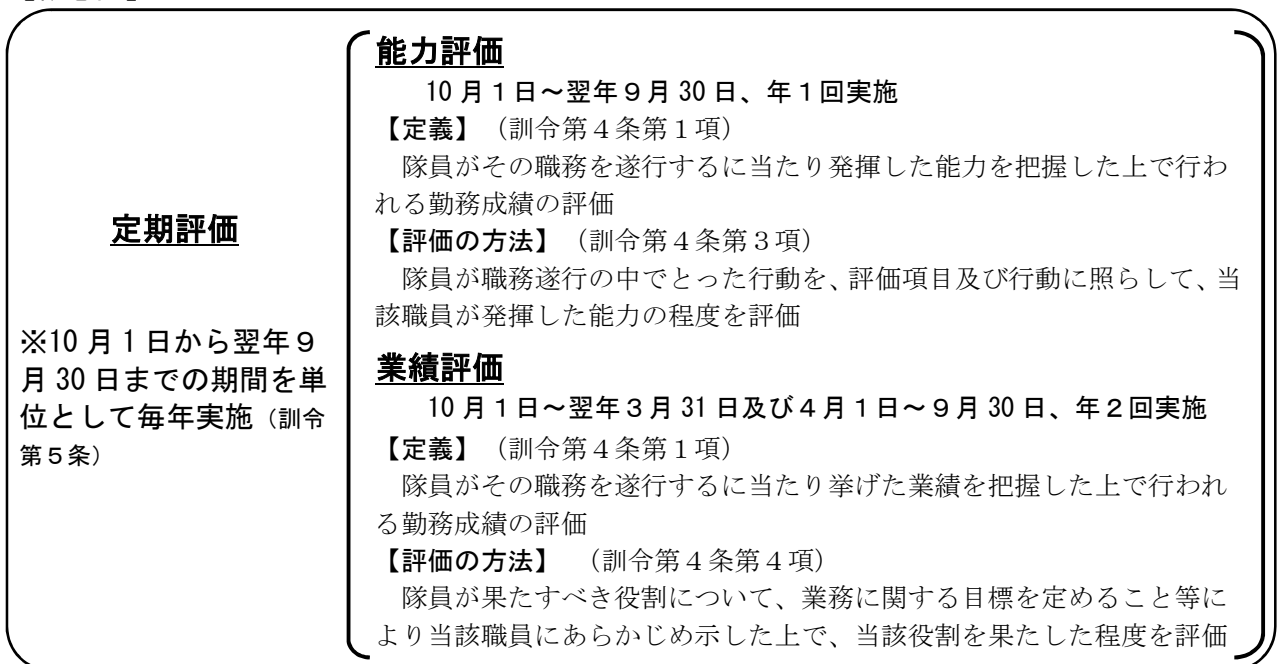 定期評価
※10月1日から翌年9
月30日までの期間を単
位として毎年実施（訓令
第5条）
能力評価
10月1日～翌年9月30日、年1回実施
【定義】（訓令第4条第1項）
隊員がその職務を遂行するに当たり発揮した能力を把握した上で行わ
れる勤務成績の評価
【評価の方法】（訓令第4条第3項）
隊員が職務遂行の中でとった行動を、評価項目及び行動に照らして、当
該職員が発揮した能力の程度を評価
業績評価
10月1日～翌年3月31日及び4月1日～9月30日、年2回実施
【定義】（訓令第4条第1項）
隊員がその職務を遂行するに当たり挙げた業績を把握した上で行われ
る勤務成績の評価
【評価の方法】　（訓令第4条第4項）
隊員が果たすべき役割について、業務に関する目標を定めること等に
より当該職員にあらかじめ示した上で、当該役割を果たした程度を評価